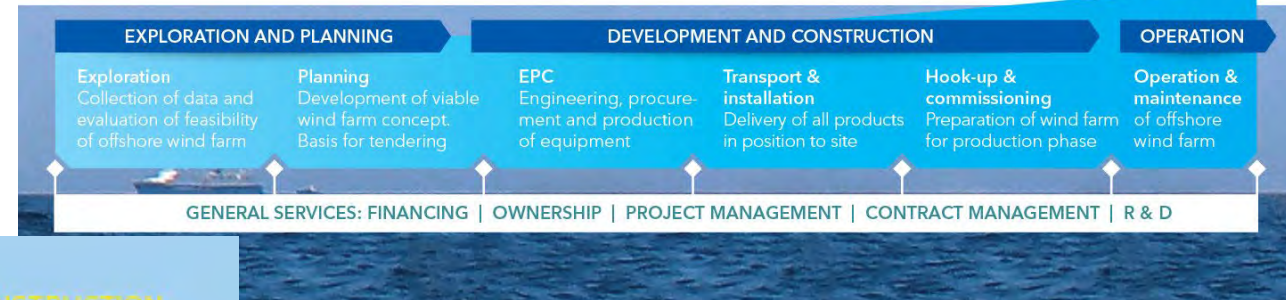 EXPLORATION AND PLANNING
DEVELOPMENT AND CONSTRUCTION
OPERATION
Exploration
Collection of data and
evaluation of feasibility
of offshore wind farm
Planning
Development of viable
wind farm concept.
Basis for tendering
EPC
Engineering, procure-
ment and production
of equipment
Transport &
installation
Delivery of all products
in position to site
Hook-up &
commissioning
Preparation of wind farm
for production phase
Operation &
maintenance
of offshore
wind farm
GENERAL SERVICES: FINANCING | OWNERSHIP | PROJECT MANAGEMENT | CONTRACT MANAGEMENT | R & D